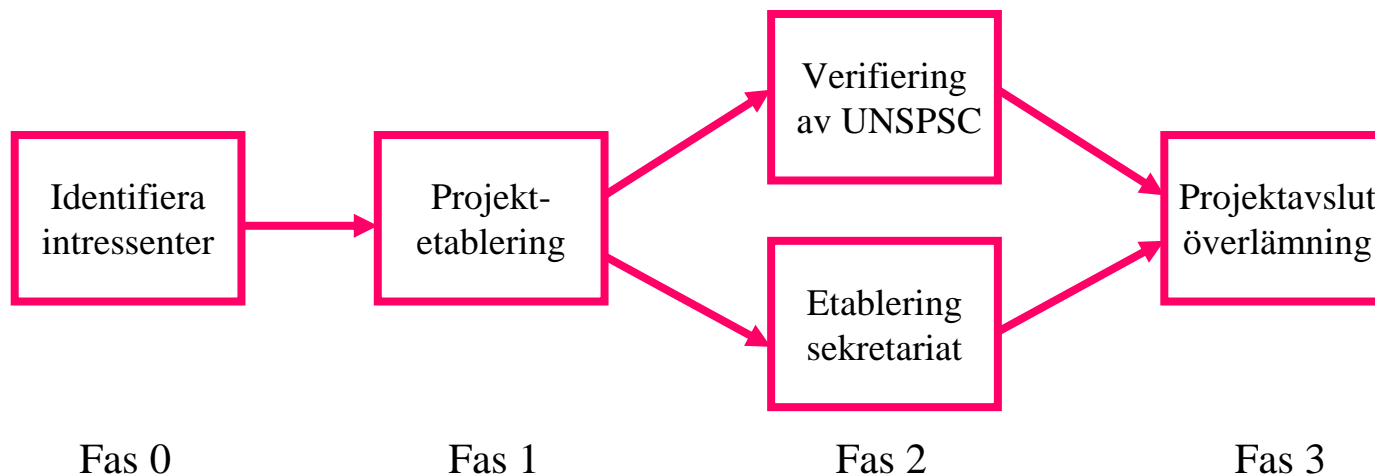 Identifiera
intressenter
Projekt-
etablering
Verifiering
av UNSPSC
Etablering
sekretariat
Projektavslut
överlämning
Fas 0
Fas 1
Fas 2
Fas 3